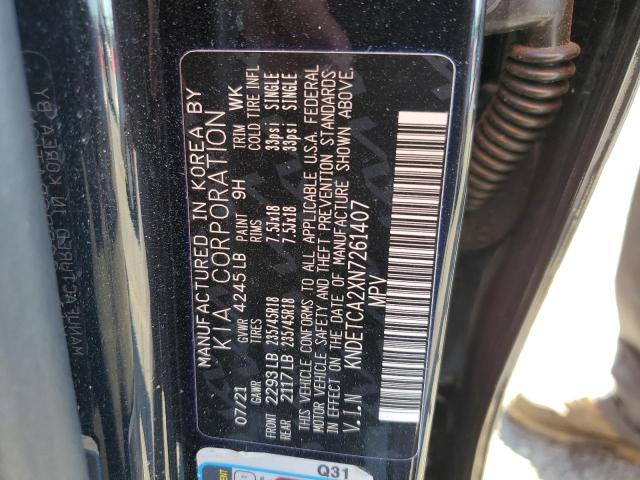 MANUFACTURED IN KOREA BY
KIA CORPORATION
07/21 GVWR 4245LB PAINT 9H TRIM WK
GAWR TIRES RIMS COLD TIRE INFL
FRONT 2293LB 235/45R18 7.5Jx18 33psi SINGLE
REAR 2117LB 235/45R18 7.5Jx18 33psi SINGLE
THIS VEHICLE CONFORMS TO ALL APPLICABLE U.S.A. FEDERAL
MOTOR VEHICLE SAFETY AND THEFT PREVENTION STANDARDS
IN EFFECT ON THE DATE OF MANUFACTURE SHOWN ABOVE.
V.I.N KNDETCA2XN7261407
MPV
Q31